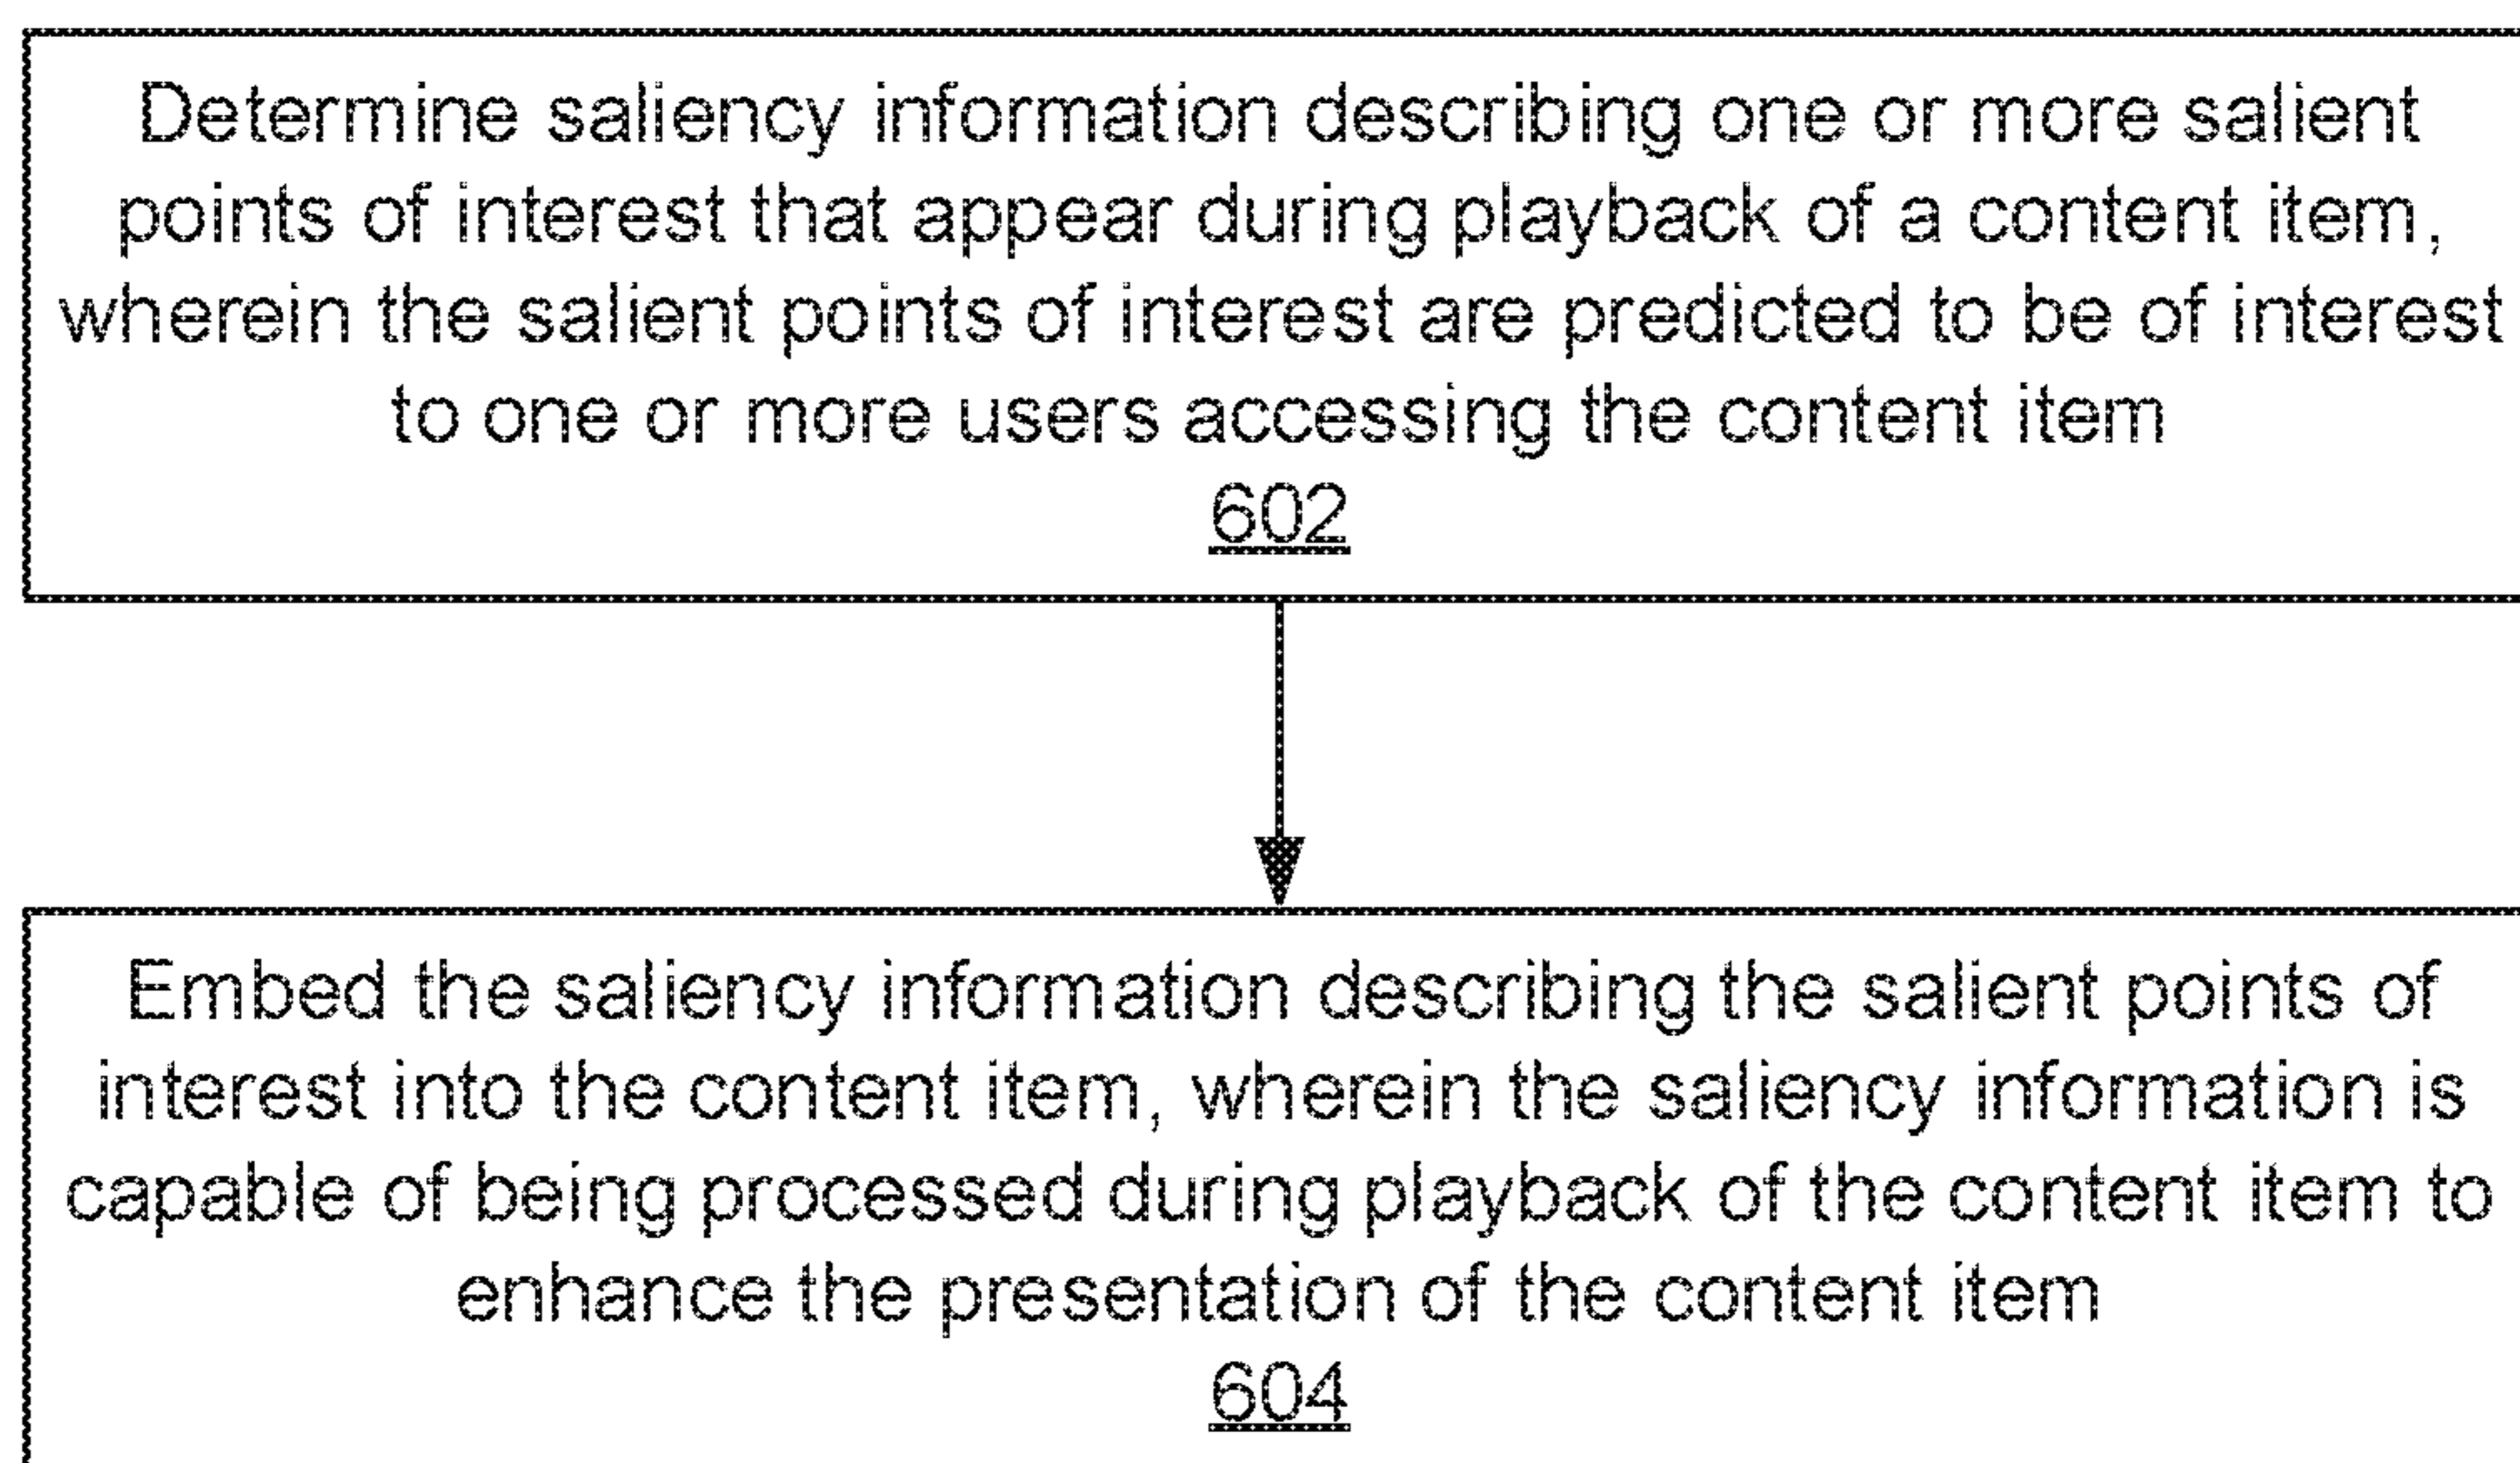 Determine saliency information describing one or more salient
points of interest that appear during playback of a content item,
wherein the salient points of interest are predicted to be of interest
to one or more users accessing the content item
602
Embed the saliency information describing the salient points of
interest into the content item, wherein the saliency information is
capable of being processed during playback of the content item to
enhance the presentation of the content item
604